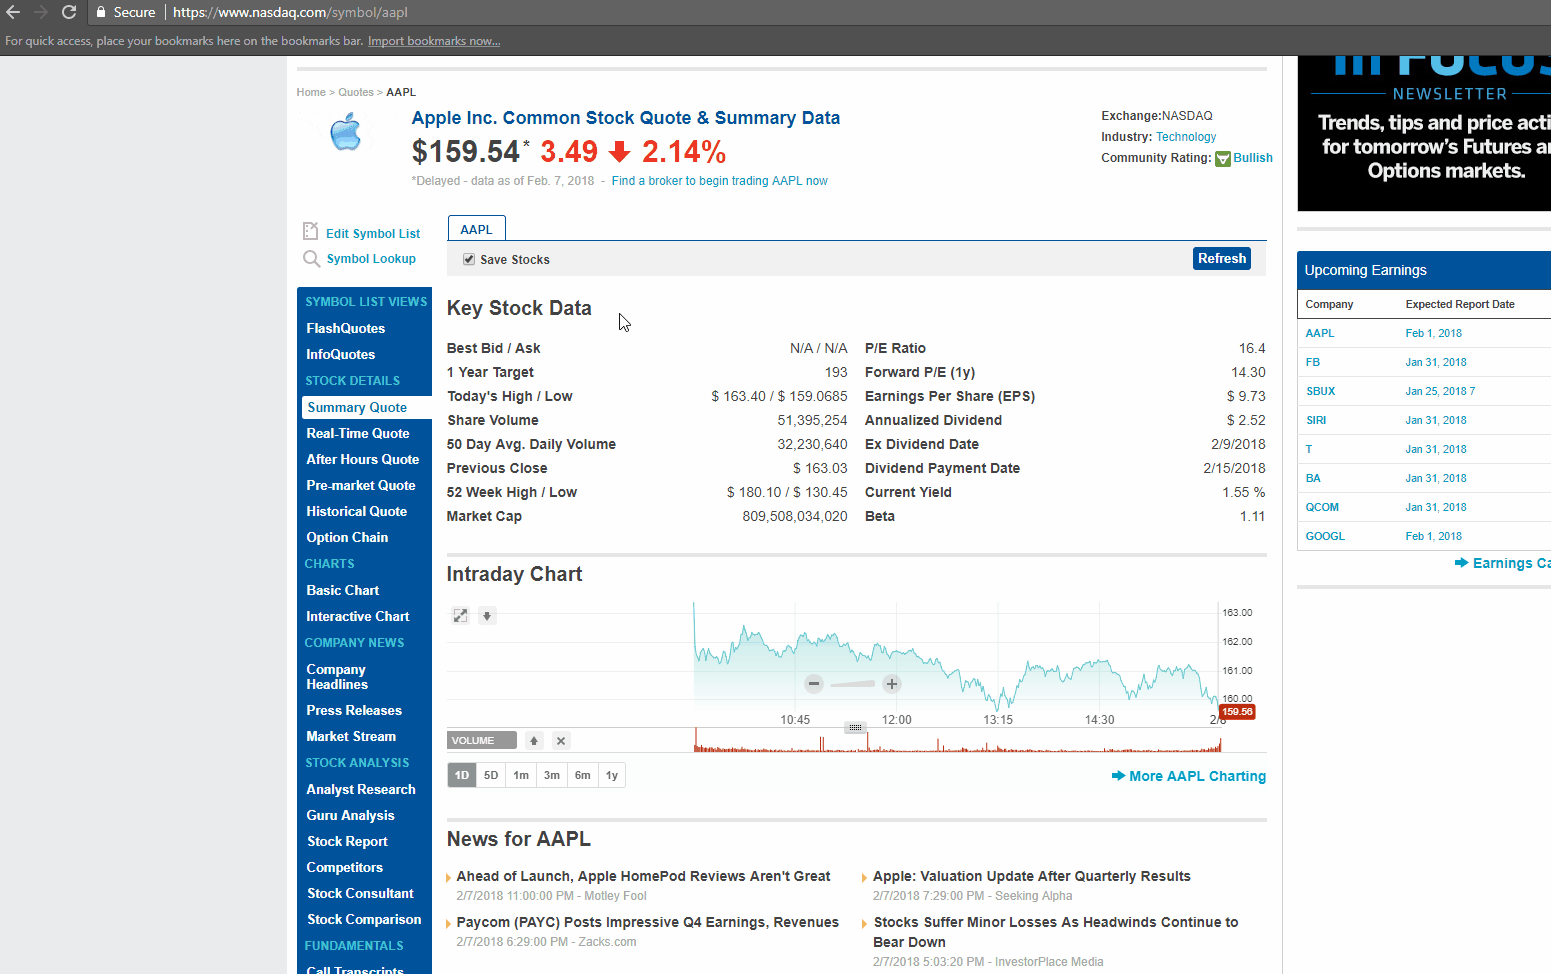 Secure | https://www.nasdaq.com/symbol/aapl
For quick access, place your bookmarks here on the bookmarks bar. Import bookmarks now...
Home > Quotes > AAPL
Apple Inc. Common Stock Quote & Summary Data
$159.54* 3.49 2.14%
*Delayed - data as of Feb. 7, 2018 - Find a broker to begin trading AAPL now
Exchange:NASDAQ
Industry: Technology
Community Rating: Bullish
Edit Symbol List
Symbol Lookup
SYMBOL LIST VIEWS
FlashQuotes
InfoQuotes
STOCK DETAILS
Summary Quote
Real-Time Quote
After Hours Quote
Pre-market Quote
Historical Quote
Option Chain
CHARTS
Basic Chart
Interactive Chart
COMPANY NEWS
Company
Headlines
Press Releases
Market Stream
STOCK ANALYSIS
Analyst Research
Guru Analysis
Stock Report
Competitors
Stock Consultant
Stock Comparison
FUNDAMENTALS
Call Transcripts
AAPL
Save Stocks
Refresh
Key Stock Data
Best Bid / Ask N/A / N/A
1 Year Target 193
Today's High / Low $ 163.40 / $ 159.0685
Share Volume 51,395,254
50 Day Avg. Daily Volume 32,230,640
Previous Close $ 163.03
52 Week High / Low $ 180.10 / $ 130.45
Market Cap 809,508,034,020
P/E Ratio 16.4
Forward P/E (1y) 14.30
Earnings Per Share (EPS) $ 9.73
Annualized Dividend $ 2.52
Ex Dividend Date 2/9/2018
Dividend Payment Date 2/15/2018
Current Yield 1.55 %
Beta 1.11
Intraday Chart
163.00
162.00
161.00
160.00
159.56
10:45 12:00 13:15 14:30 2/8
VOLUME
1D 5D 1m 3m 6m 1y
More AAPL Charting
News for AAPL
Ahead of Launch, Apple HomePod Reviews Aren't Great
2/7/2018 11:00:00 PM - Motley Fool
Paycom (PAYC) Posts Impressive Q4 Earnings, Revenues
2/7/2018 6:29:00 PM - Zacks.com
Apple: Valuation Update After Quarterly Results
2/7/2018 7:29:00 PM - Seeking Alpha
Stocks Suffer Minor Losses As Headwinds Continue to
Bear Down
2/7/2018 5:03:20 PM - InvestorPlace Media
In FOCUS
NEWSLETTER
Trends, tips and price acti
for tomorrow's Futures a
Options markets.
Upcoming Earnings
Company Expected Report Date
AAPL Feb 1, 2018
FB Jan 31, 2018
SBUX Jan 25, 2018 7
SIRI Jan 31, 2018
T Jan 31, 2018
BA Jan 31, 2018
QCOM Jan 31, 2018
GOOGL Feb 1, 2018
Earnings Ca